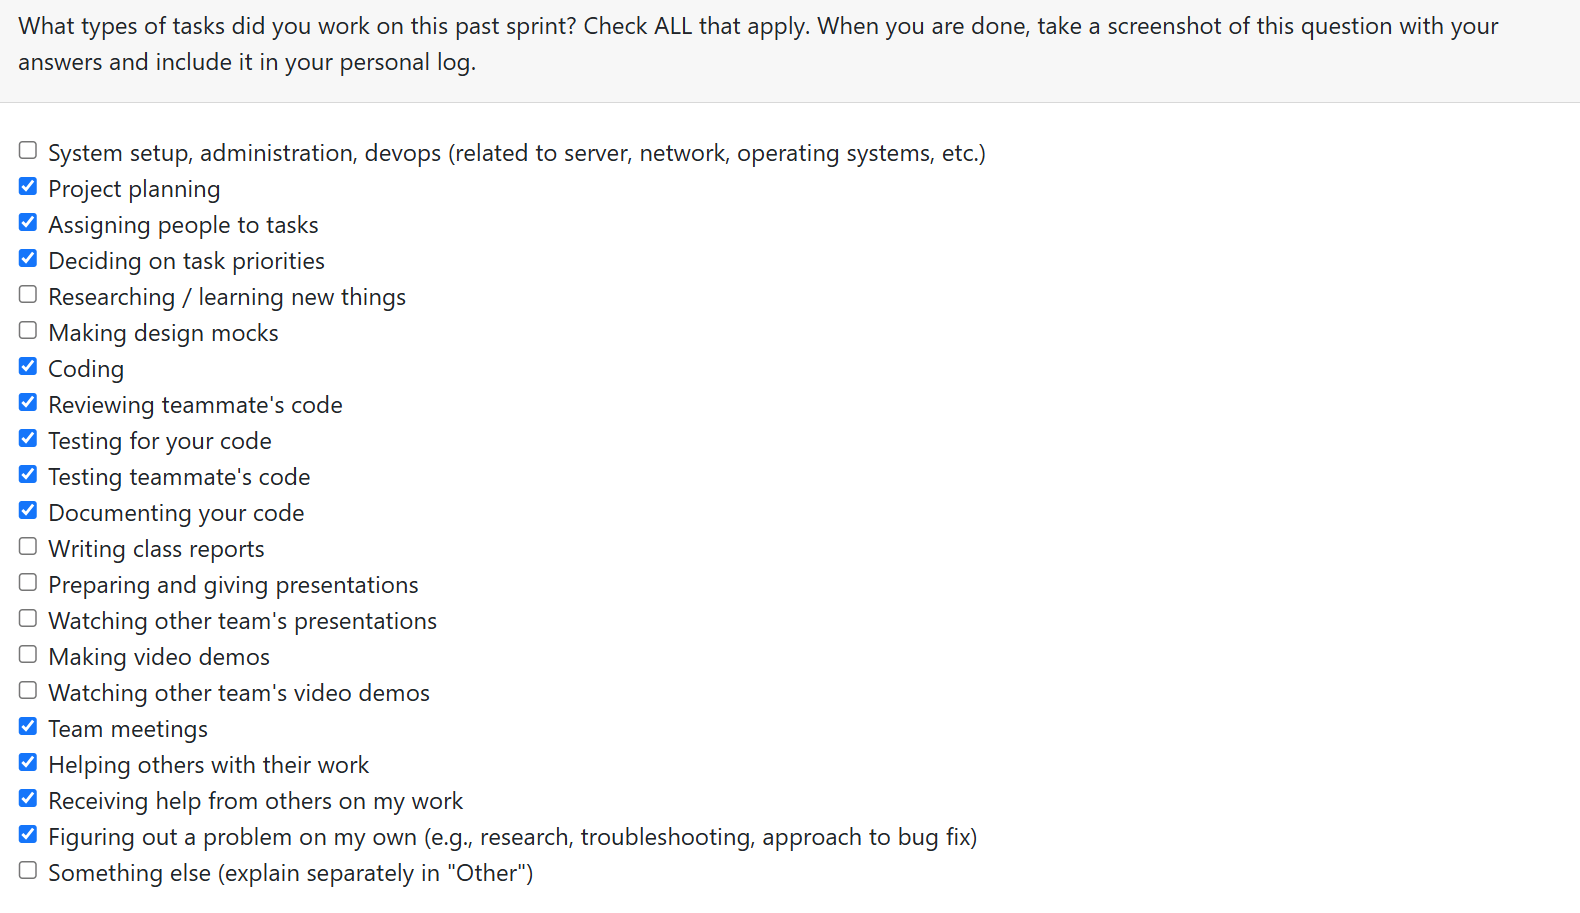 What types of tasks did you work on this past sprint? Check ALL that apply. When you are done, take a screenshot of this question with your
answers and include it in your personal log.
System setup, administration, devops (related to server, network, operating systems, etc.)
Project planning
Assigning people to tasks
Deciding on task priorities
Researching / learning new things
Making design mocks
Coding
Reviewing teammate's code
Testing for your code
Testing teammate's code
Documenting your code
Writing class reports
Preparing and giving presentations
Watching other team's presentations
Making video demos
Watching other team's video demos
Team meetings
Helping others with their work
Receiving help from others on my work
Figuring out a problem on my own (e.g., research, troubleshooting, approach to bug fix)
Something else (explain separately in "Other")